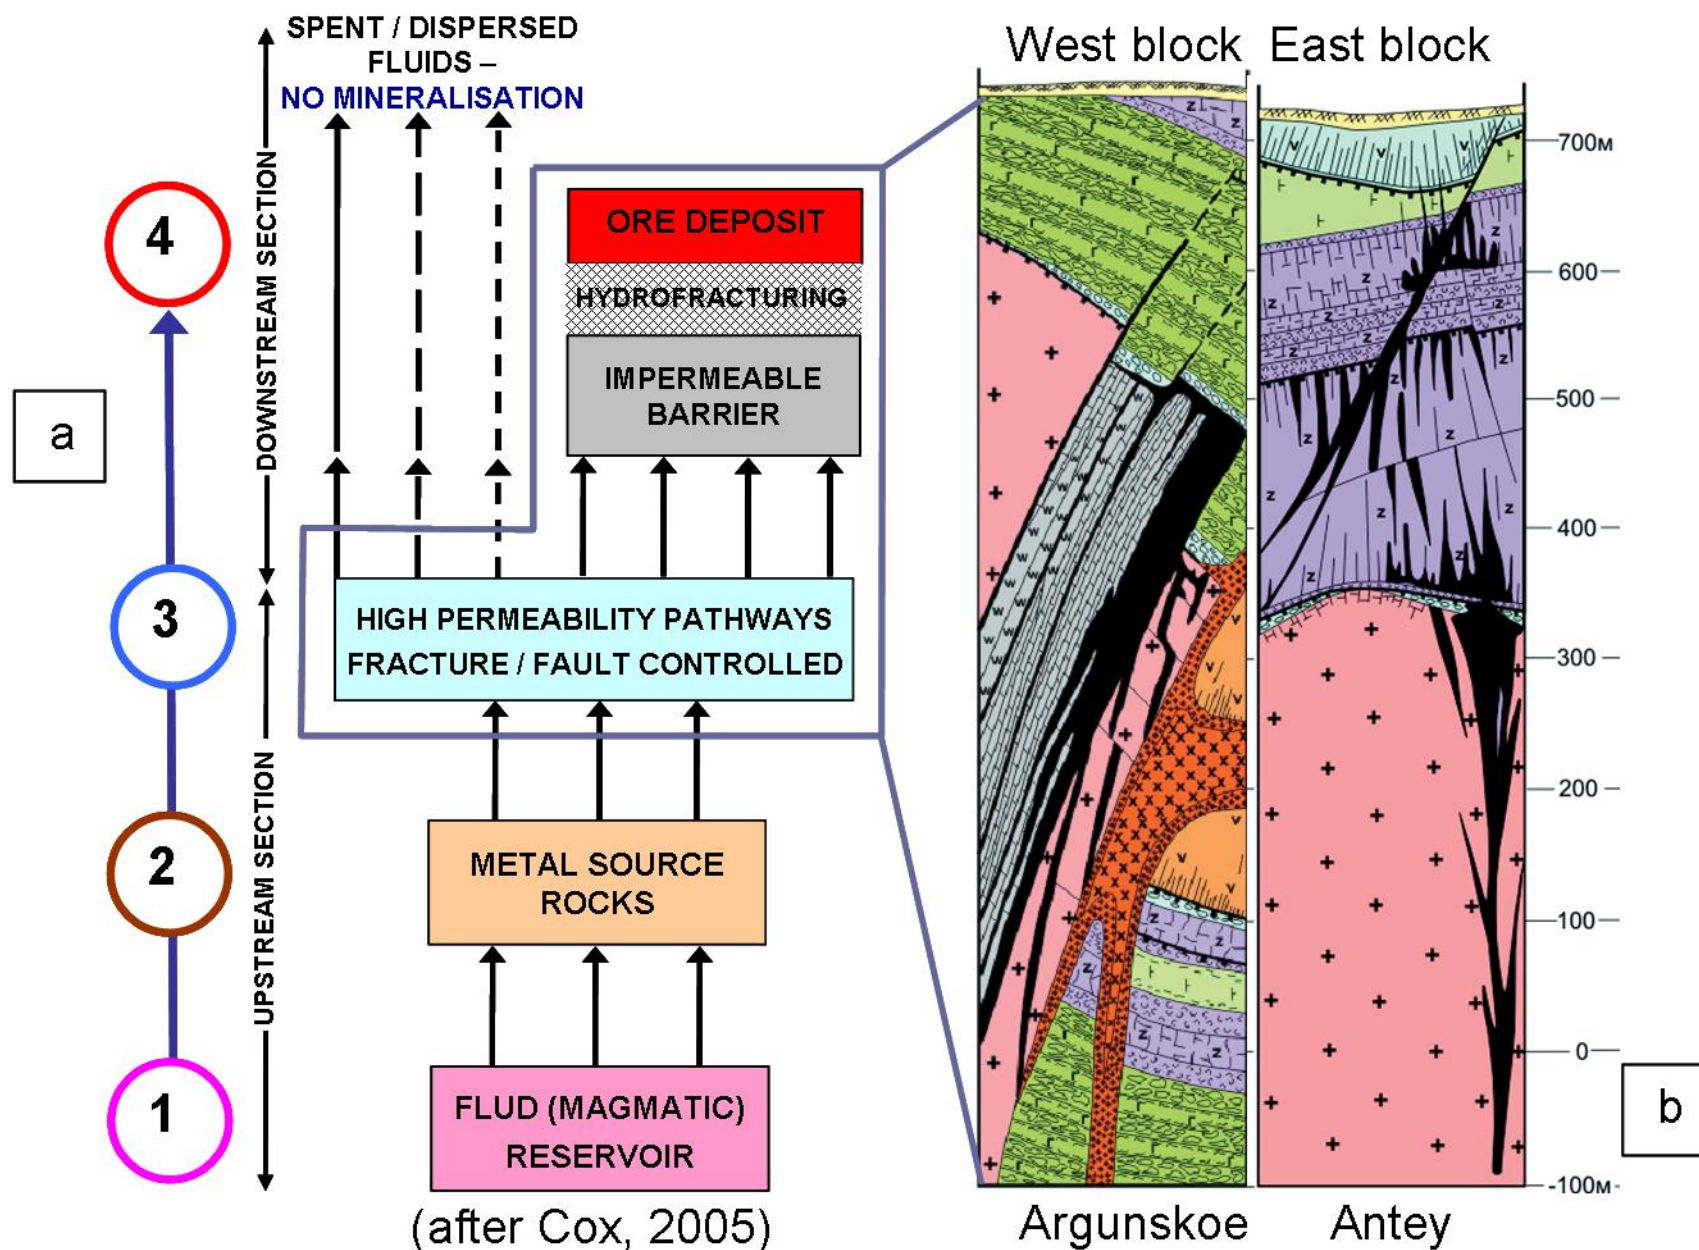 SPENT / DISPERSED
FLUIDS –
NO MINERALISATION
DOWNSTREAM SECTION
UPSTREAM SECTION
4
3
2
1
a
ORE DEPOSIT
HYDROFRACTURING
IMPERMEABLE
BARRIER
HIGH PERMEABILITY PATHWAYS
FRACTURE / FAULT CONTROLLED
METAL SOURCE
ROCKS
FLUD (MAGMATIC)
RESERVOIR
(after Cox, 2005)
West block
East block
700м
600
500
400
300
200
100
0
-100м
b
Argunskoe
Antey